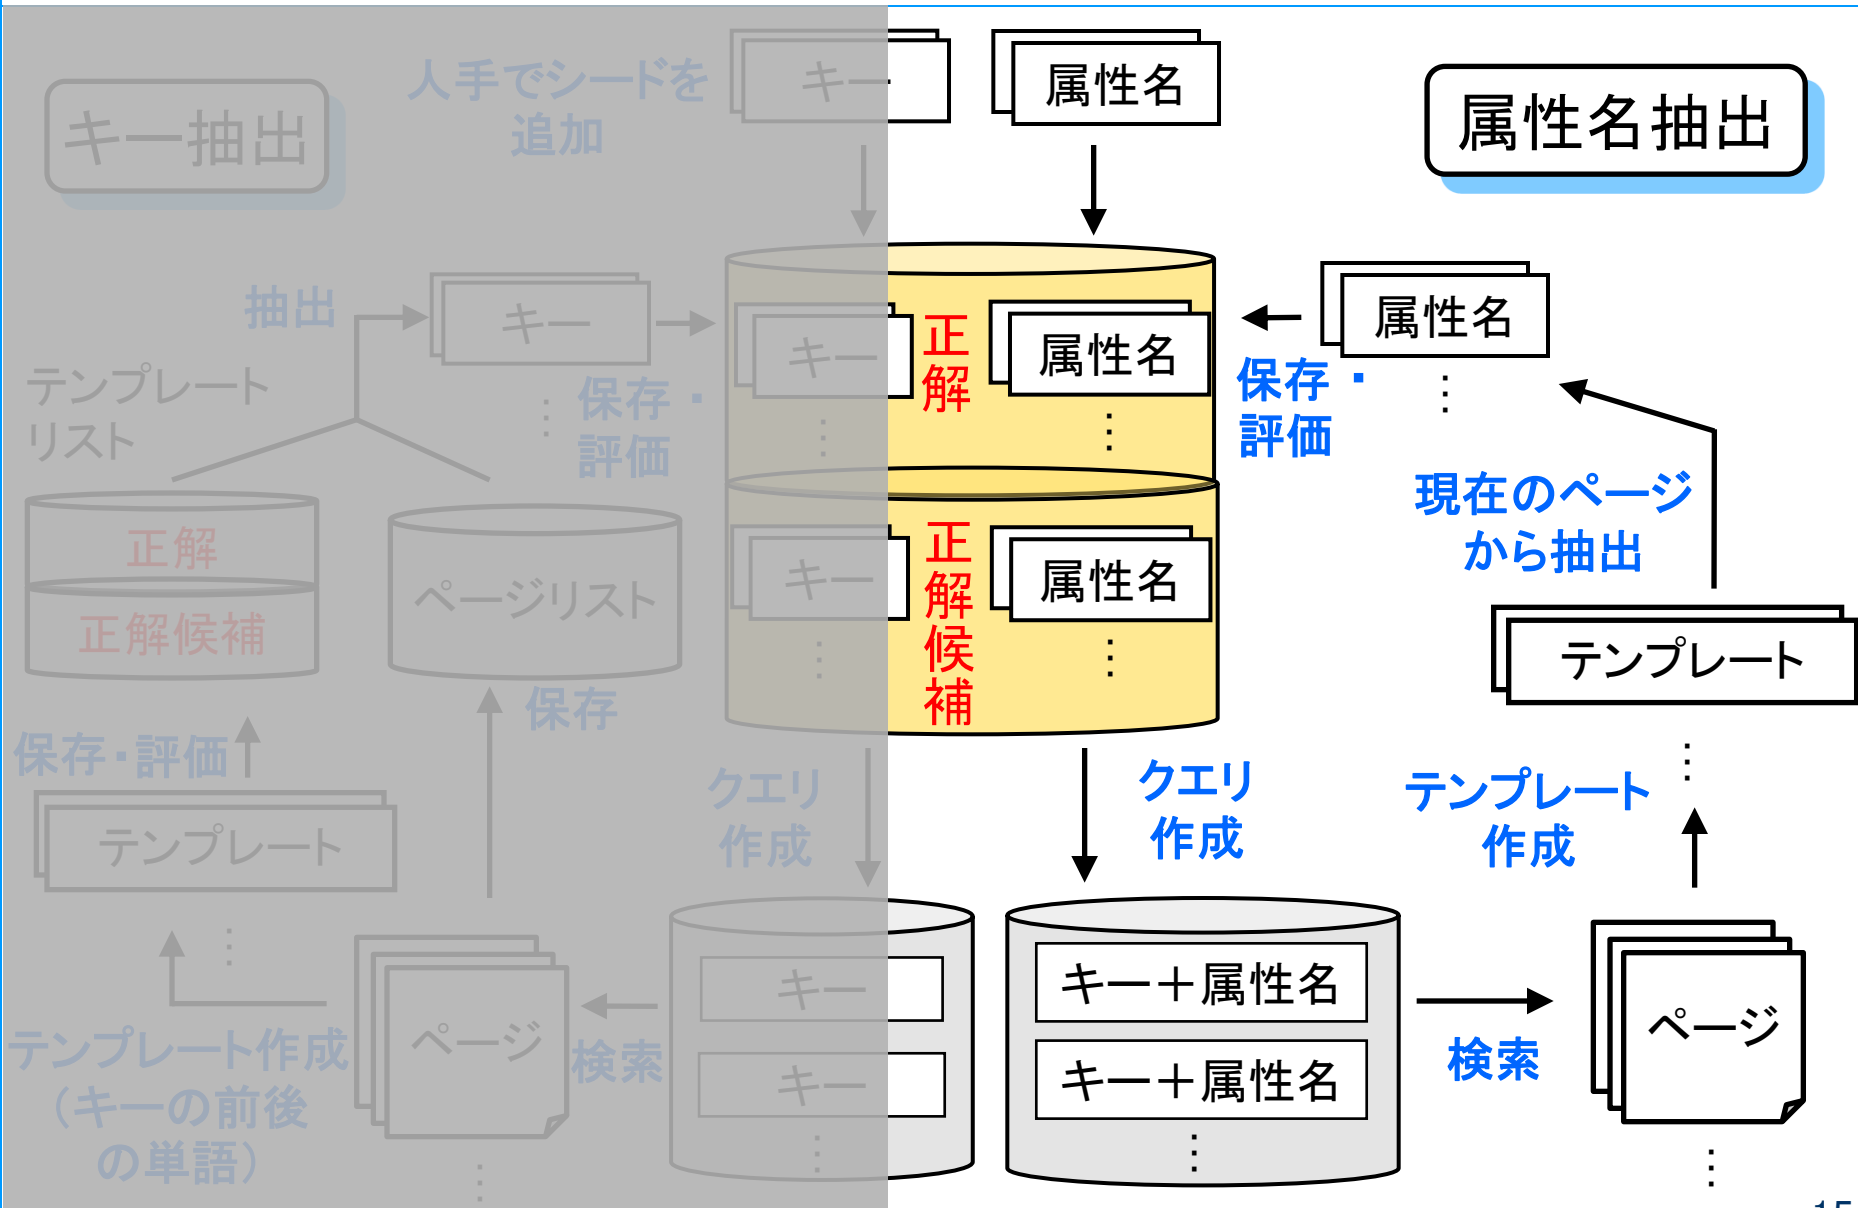 キー抽出
人手でシードを
追加
キー
属性名
属性名抽出
抽出
キー
保存・
評価
テンプレート
リスト
正解
正解候補
ページリスト
保存
保存・評価
テンプレート
テンプレート作成
（キーの前後
の単語）
ページ
検索
キー
正
解
属性名
キー
正
解
候
補
属性名
クエリ
作成
キー
キー
クエリ
作成
キー＋属性名
キー＋属性名
検索
ページ
テンプレート
作成
テンプレート
現在のページ
から抽出
属性名
保存・
評価